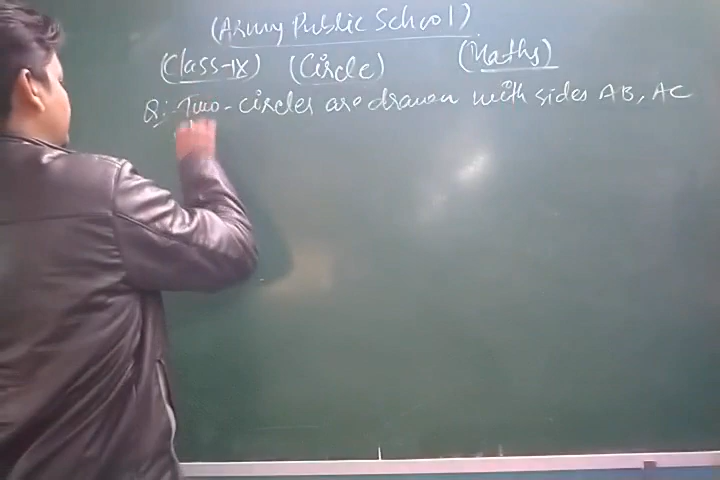 (Army Public School)
(Class-IX) (Circle) (Maths)
Q:- Two circles are drawn with sides AB, AC